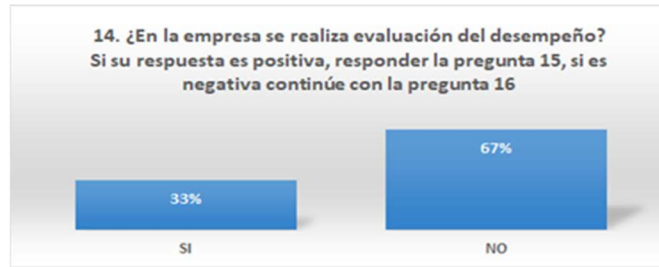 14. ¿En la empresa se realiza evaluación del desempeño?
Si su respuesta es positiva, responder la pregunta 15, si es
negativa continúe con la pregunta 16
67%
33%
SI
NO